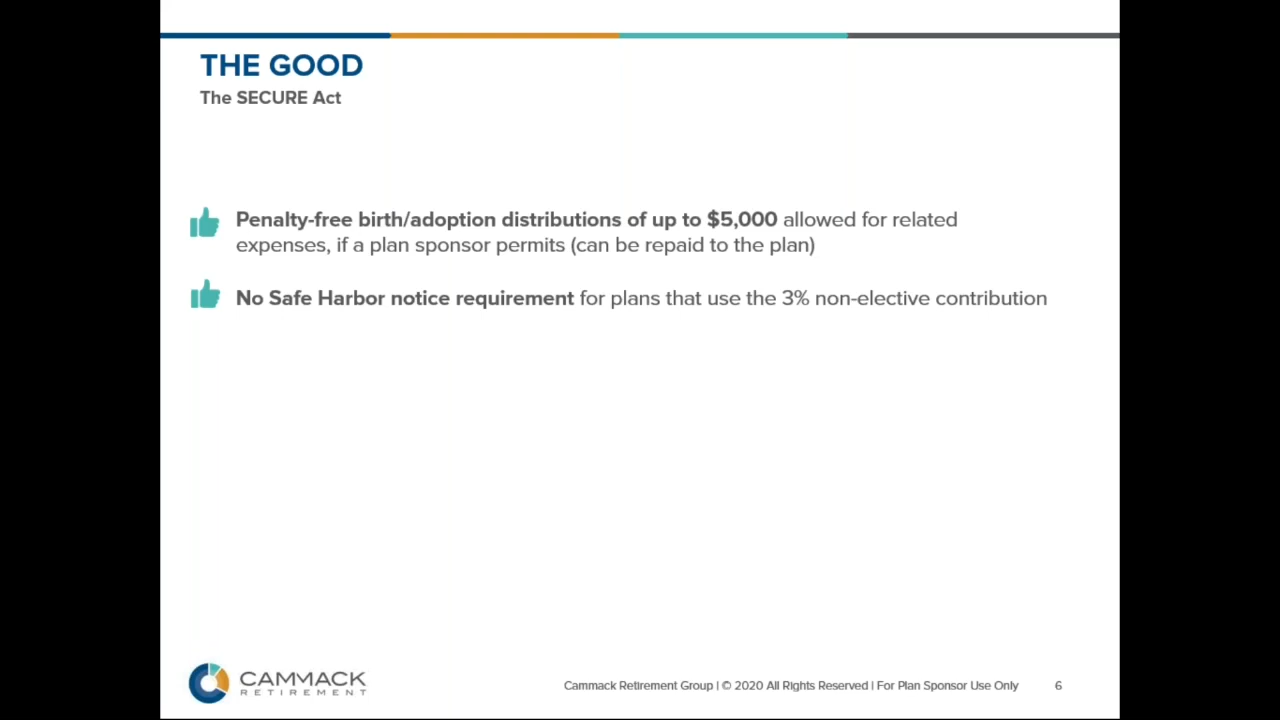 THE GOOD
The SECURE Act
Penalty-free birth/adoption distributions of up to $5,000 allowed for related
expenses, if a plan sponsor permits (can be repaid to the plan)
No Safe Harbor notice requirement for plans that use the 3% non-elective contribution
CAMMACK
RETIREMENT
Cammack Retirement Group | © 2020 All Rights Reserved | For Plan Sponsor Use Only 6